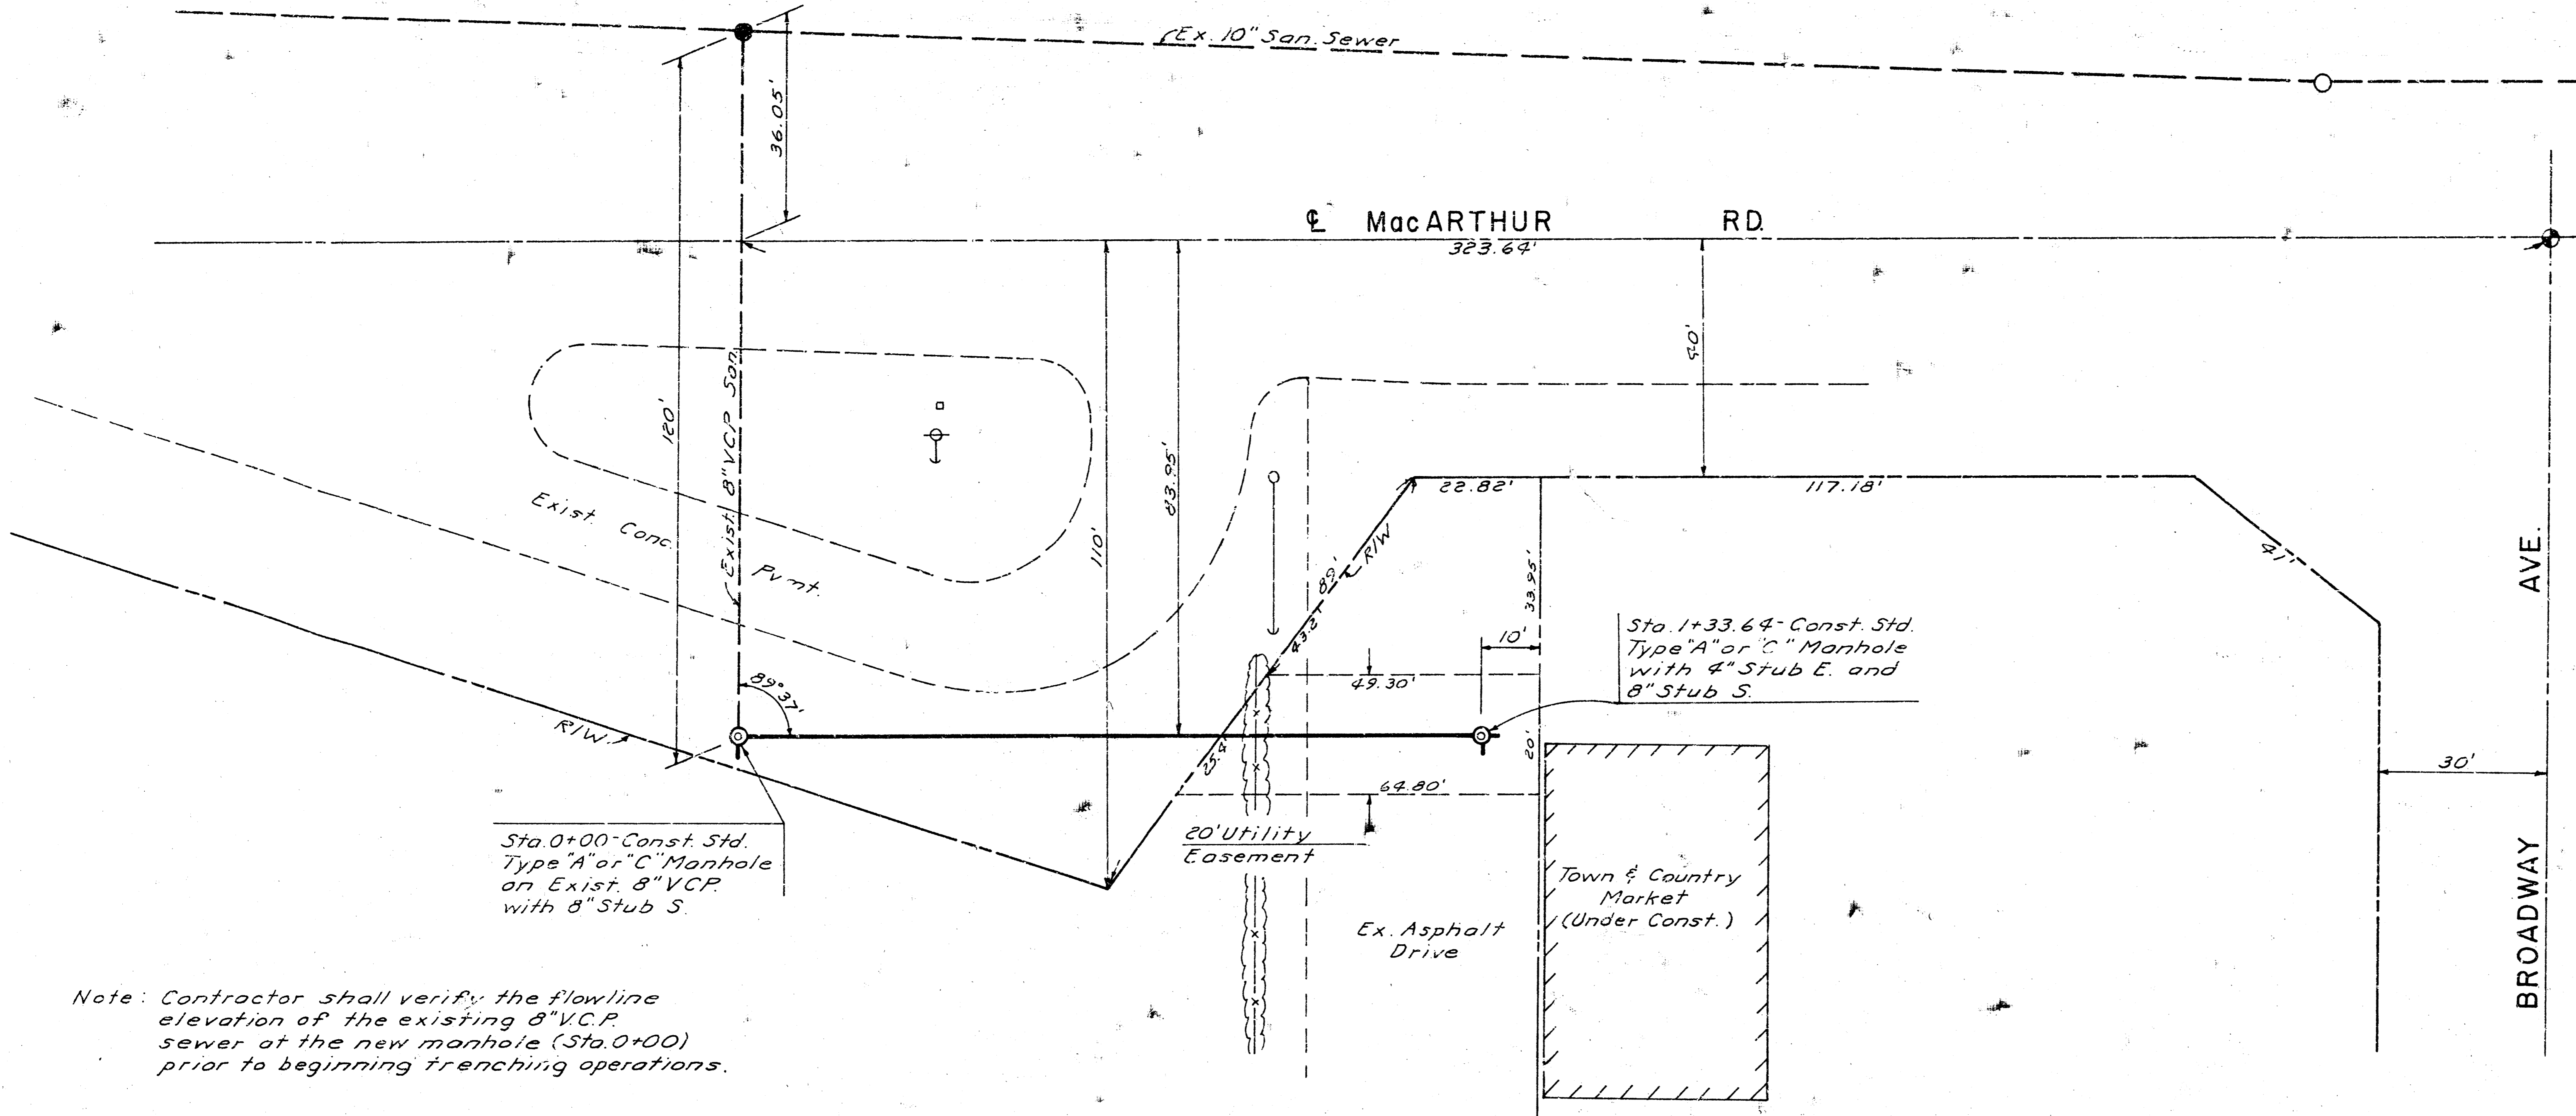 Ex. 10" San. Sewer
36.05'
℄ MacARTHUR RD.
323.64'
120'
Exist. 8" VCP San.
83.95'
110'
40'
Exist. Conc. Pvmt.
22.82'
117.18'
41'
R/W
89'
43.2
33.95'
10'
Sta. 1+33.64 - Const. Std.
Type "A" or "C" Manhole
with 4" Stub E. and
8" Stub S.
49.30'
89°37'
R/W
25.4
20'
64.80'
30'
Sta. 0+00 - Const. Std.
Type "A" or "C" Manhole
on Exist. 8" VCP.
with 8" Stub S.
20' Utility
Easement
Town & Country
Market
(Under Const.)
Ex. Asphalt
Drive
BROADWAY AVE.
Note: Contractor shall verify the flowline
elevation of the existing 8" V.C.P.
sewer at the new manhole (Sta. 0+00)
prior to beginning trenching operations.